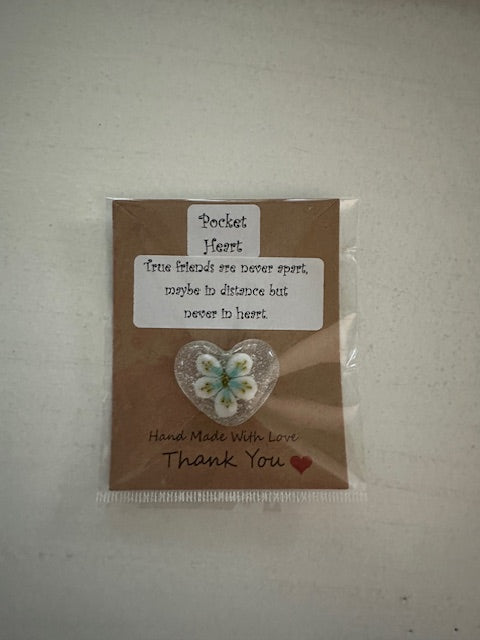 Pocket
Heart
True friends are never apart,
maybe in distance but
never in heart.
Hand Made With Love
Thank You